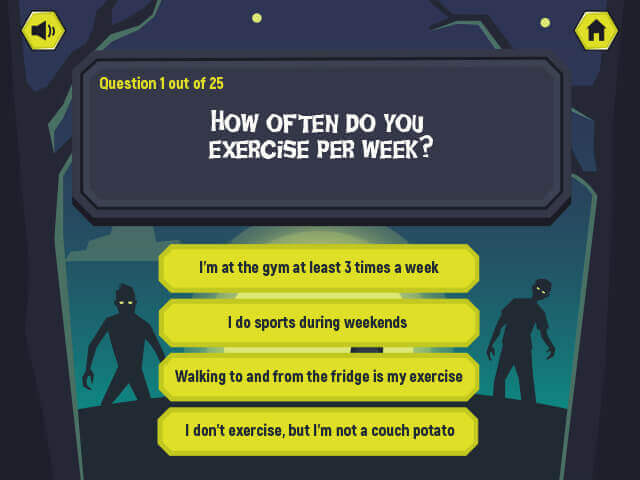 Question 1 out of 25
HOW OFTEN DO YOU
EXERCISE PER WEEK?
I'm at the gym at least 3 times a week
I do sports during weekends
Walking to and from the fridge is my exercise
I don't exercise, but I'm not a couch potato